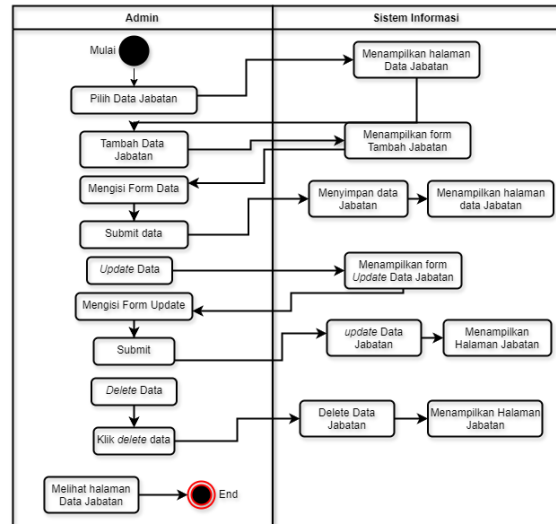 Admin
Sistem Informasi
Mulai
Menampilkan halaman
Data Jabatan
Pilih Data Jabatan
Tambah Data
Jabatan
Menampilkan form
Tambah Jabatan
Mengisi Form Data
Submit data
Menyimpan data
Jabatan
Menampilkan halaman
data Jabatan
Update Data
Menampilkan form
Update Data Jabatan
Mengisi Form Update
Submit
update Data
Jabatan
Menampilkan
Halaman Jabatan
Delete Data
Klik delete data
Delete Data
Jabatan
Menampilkan Halaman
Jabatan
Melihat halaman
Data Jabatan
End